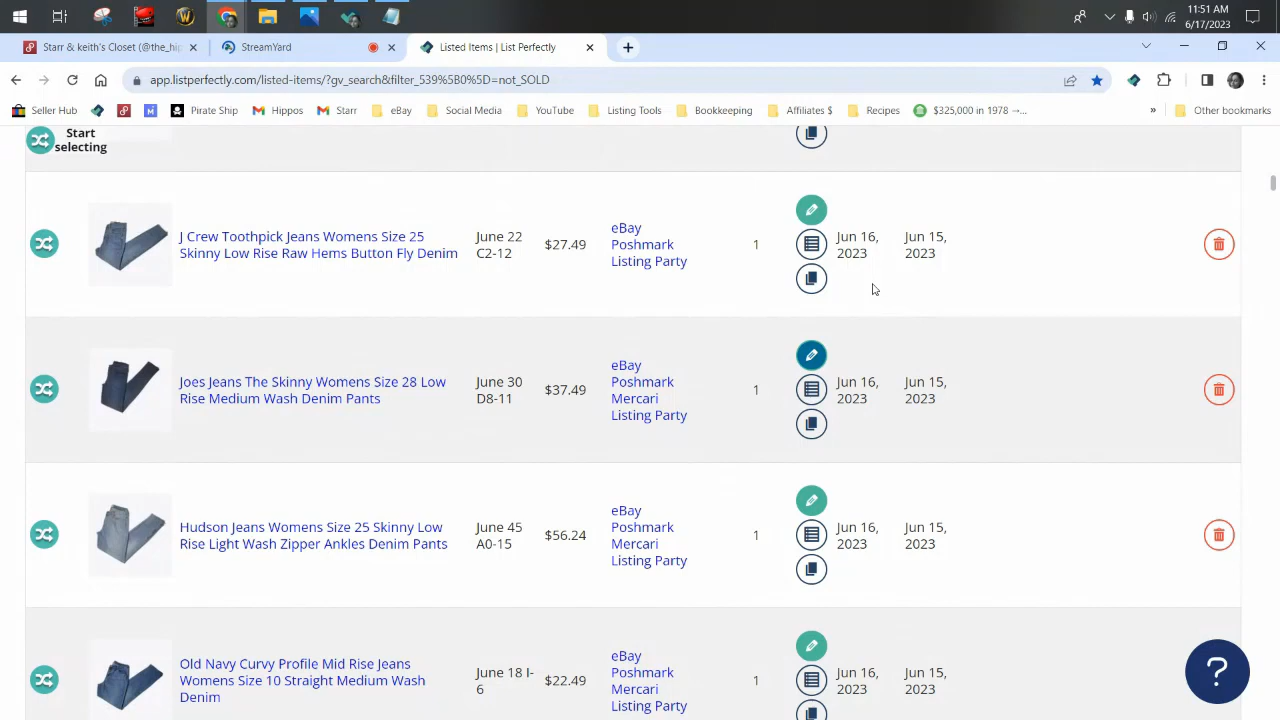 11:51 AM
6/17/2023
Starr & keith's Closet (@the_hip
StreamYard
Listed Items | List Perfectly
app.listperfectly.com/listed-items/?gv_search&filter_539%5B0%5D=not_SOLD
Seller Hub
Pirate Ship
Hippos
Starr
eBay
Social Media
YouTube
Listing Tools
Bookkeeping
Affiliates $
Recipes
$325,000 in 1978 →...
»
Other bookmarks
Start
selecting
J Crew Toothpick Jeans Womens Size 25
Skinny Low Rise Raw Hems Button Fly Denim
June 22
C2-12
$27.49
eBay
Poshmark
Listing Party
1
Jun 16,
2023
Jun 15,
2023
Joes Jeans The Skinny Womens Size 28 Low
Rise Medium Wash Denim Pants
June 30
D8-11
$37.49
eBay
Poshmark
Mercari
Listing Party
1
Jun 16,
2023
Jun 15,
2023
Hudson Jeans Womens Size 25 Skinny Low
Rise Light Wash Zipper Ankles Denim Pants
June 45
A0-15
$56.24
eBay
Poshmark
Mercari
Listing Party
1
Jun 16,
2023
Jun 15,
2023
Old Navy Curvy Profile Mid Rise Jeans
Womens Size 10 Straight Medium Wash
Denim
June 18 I-
6
$22.49
eBay
Poshmark
Mercari
Listing Party
1
Jun 16,
2023
Jun 15,
2023
?